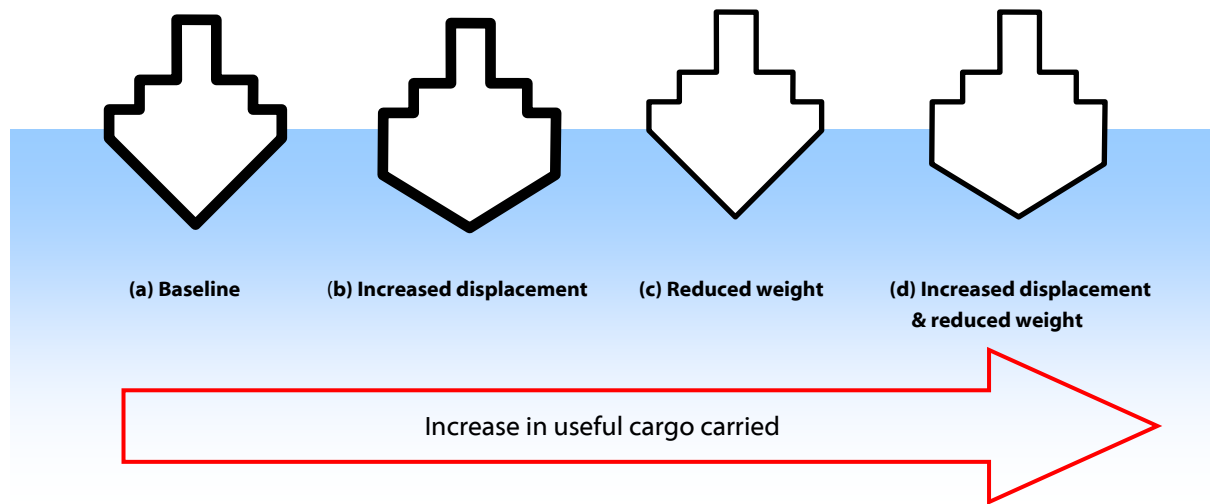 (a) Baseline
(b) Increased displacement
(c) Reduced weight
(d) Increased displacement
& reduced weight
Increase in useful cargo carried